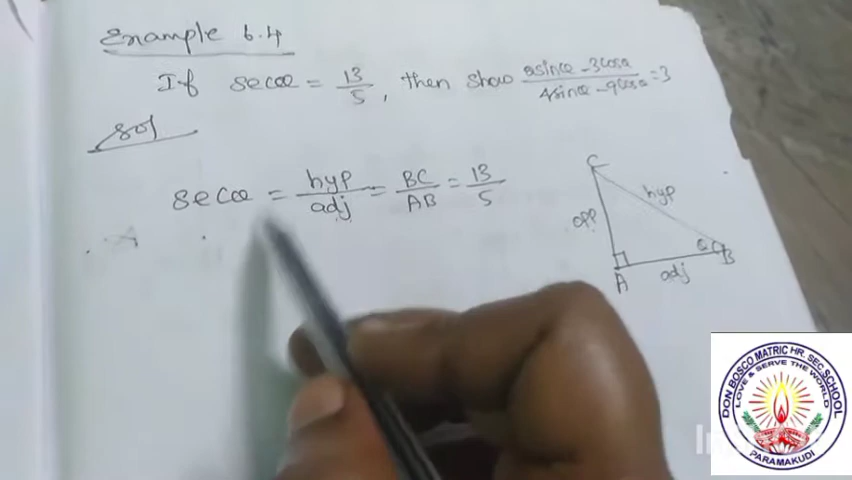 Example 6.4
If secα = 13/5, then show 2sinα - 3cosα / 4sinα - 9cosα = 3
Sol
secα = hyp/adj = BC/AB = 13/5
C
hyp
opp
α
A
adj
B
DON BOSCO MATRIC HR. SEC. SCHOOL
LOVE & SERVE THE WORLD
PARAMAKUDI